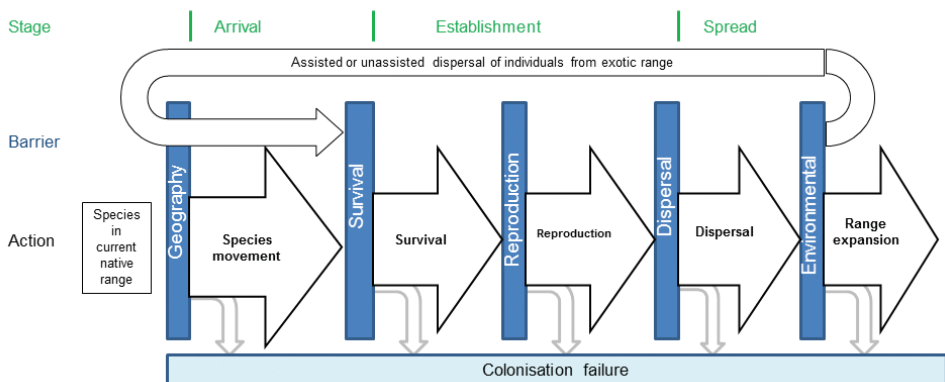 Stage
Arrival
Establishment
Spread
Assisted or unassisted dispersal of individuals from exotic range
Barrier
Geography
Survival
Reproduction
Dispersal
Environmental
Action
Species
in
current
native
range
Species
movement
Survival
Reproduction
Dispersal
Range
expansion
Colonisation failure